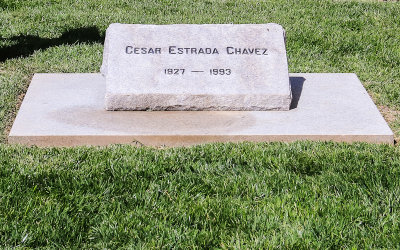 CESAR ESTRADA CHAVEZ
1927 — 1993